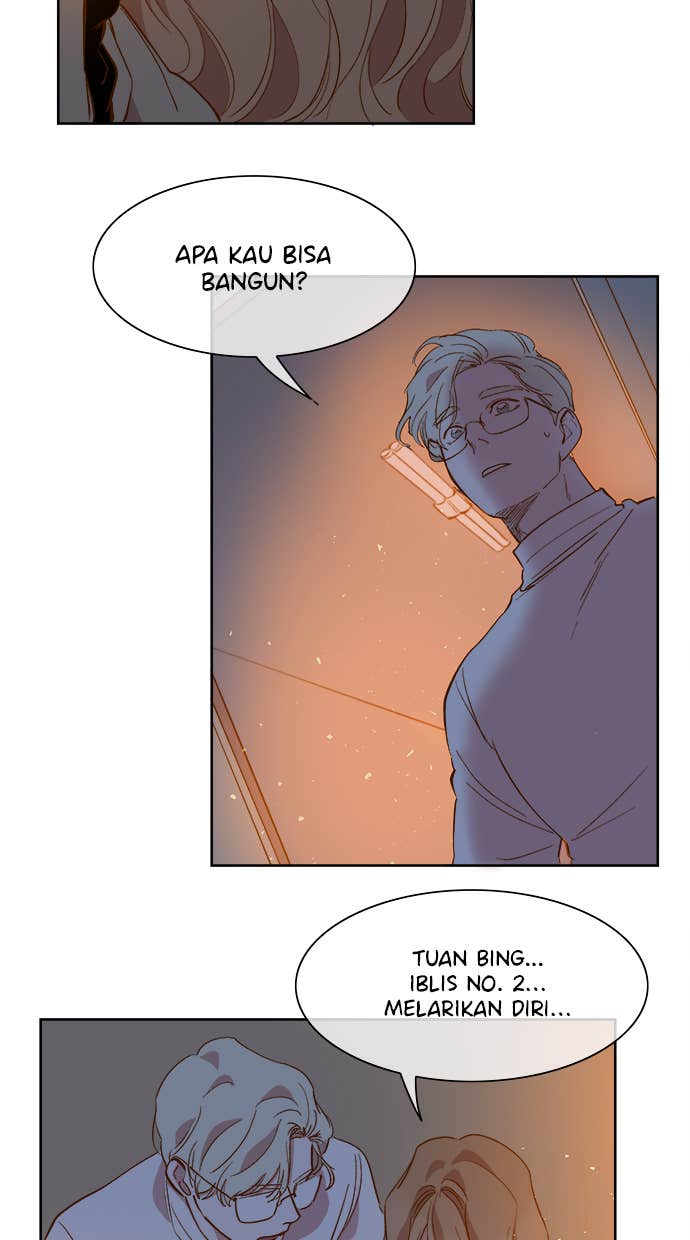 APA KAU BISA
BANGUN?
TUAN BING...
IBLIS NO. 2...
MELARIKAN DIRI...